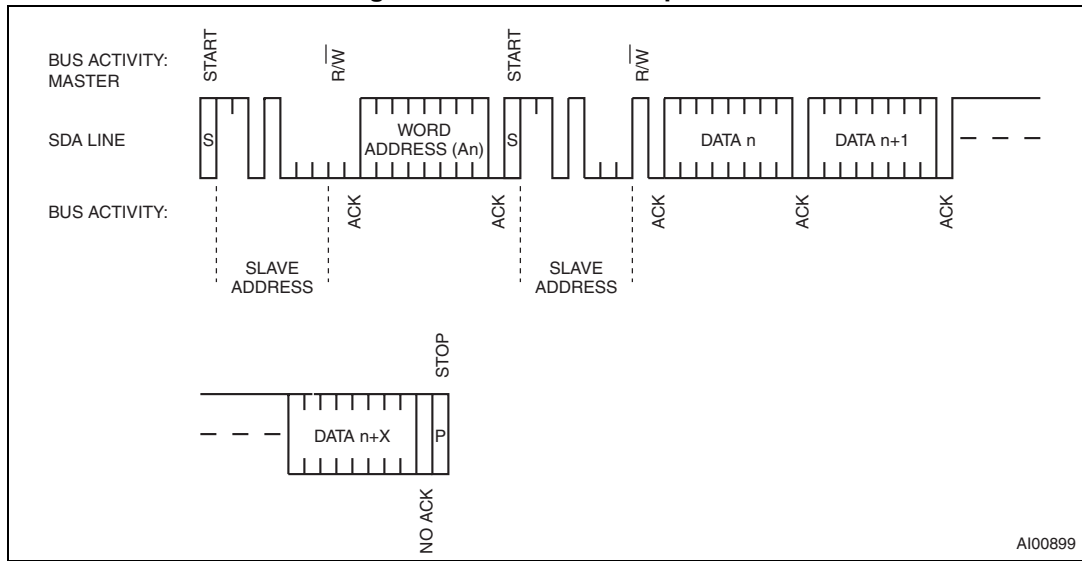 BUS ACTIVITY:
MASTER
START
R/W
START
R/W
SDA LINE
S
WORD
ADDRESS (An)
S
DATA n
DATA n+1
BUS ACTIVITY:
ACK
ACK
ACK
ACK
ACK
SLAVE
ADDRESS
SLAVE
ADDRESS
STOP
DATA n+X
P
NO ACK
AI00899